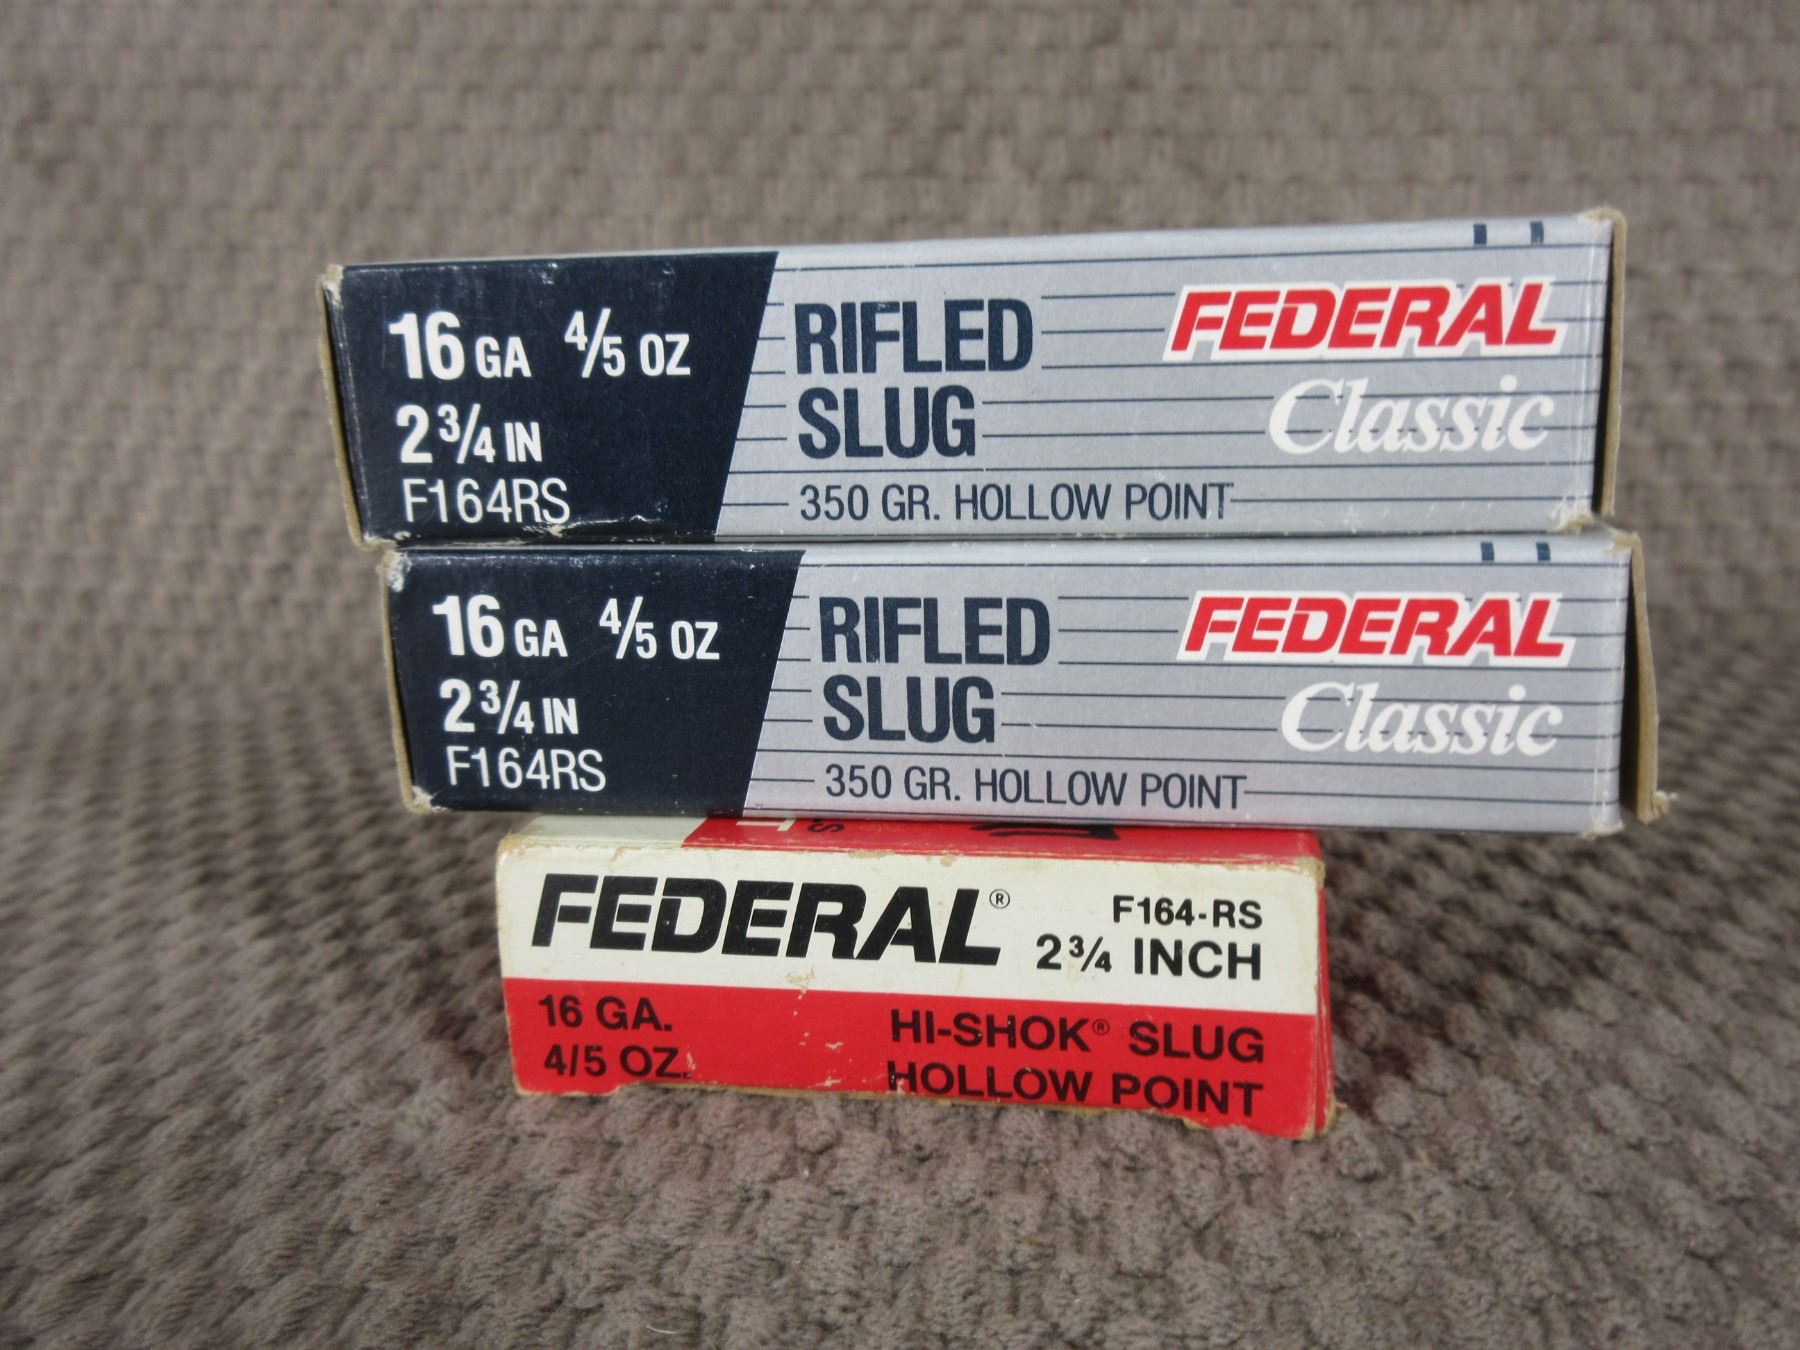 16 GA 4/5 OZ
2 3/4 IN
F164RS
RIFLED
SLUG
350 GR. HOLLOW POINT
FEDERAL
Classic
16 GA 4/5 OZ
2 3/4 IN
F164RS
RIFLED
SLUG
350 GR. HOLLOW POINT
FEDERAL
Classic
FEDERAL®
F164-RS
2 3/4 INCH
16 GA.
4/5 OZ.
HI-SHOK® SLUG
HOLLOW POINT